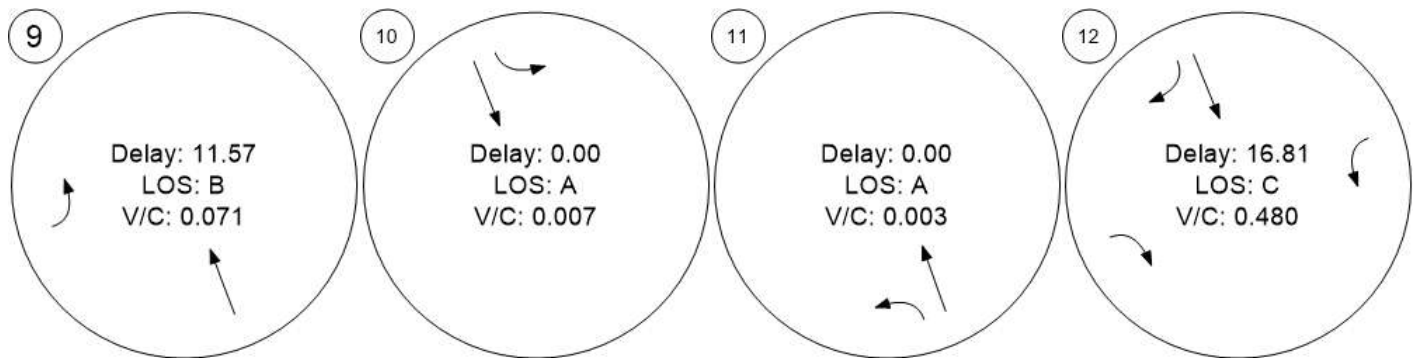 9
Delay: 11.57
LOS: B
V/C: 0.071
10
Delay: 0.00
LOS: A
V/C: 0.007
11
Delay: 0.00
LOS: A
V/C: 0.003
12
Delay: 16.81
LOS: C
V/C: 0.480